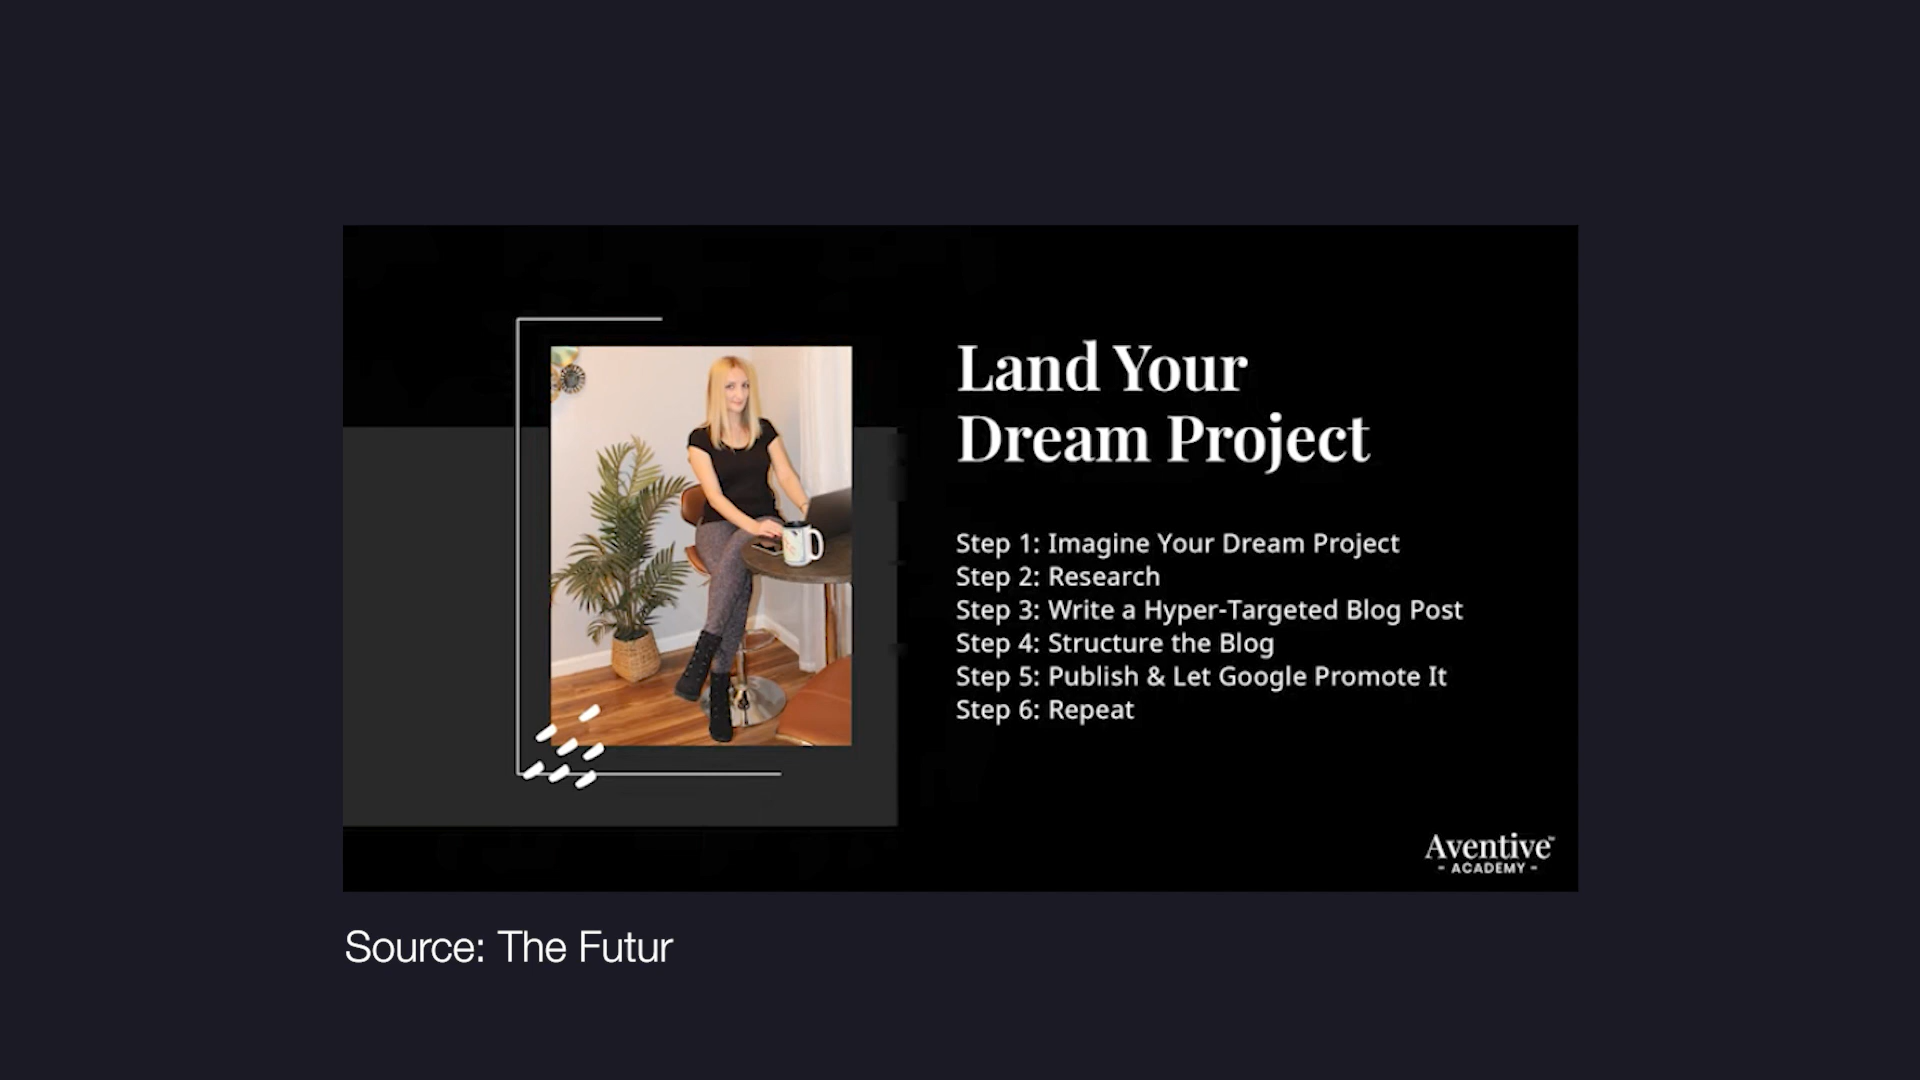 Land Your
Dream Project
Step 1: Imagine Your Dream Project
Step 2: Research
Step 3: Write a Hyper-Targeted Blog Post
Step 4: Structure the Blog
Step 5: Publish & Let Google Promote It
Step 6: Repeat
Aventive™
- ACADEMY -
Source: The Futur